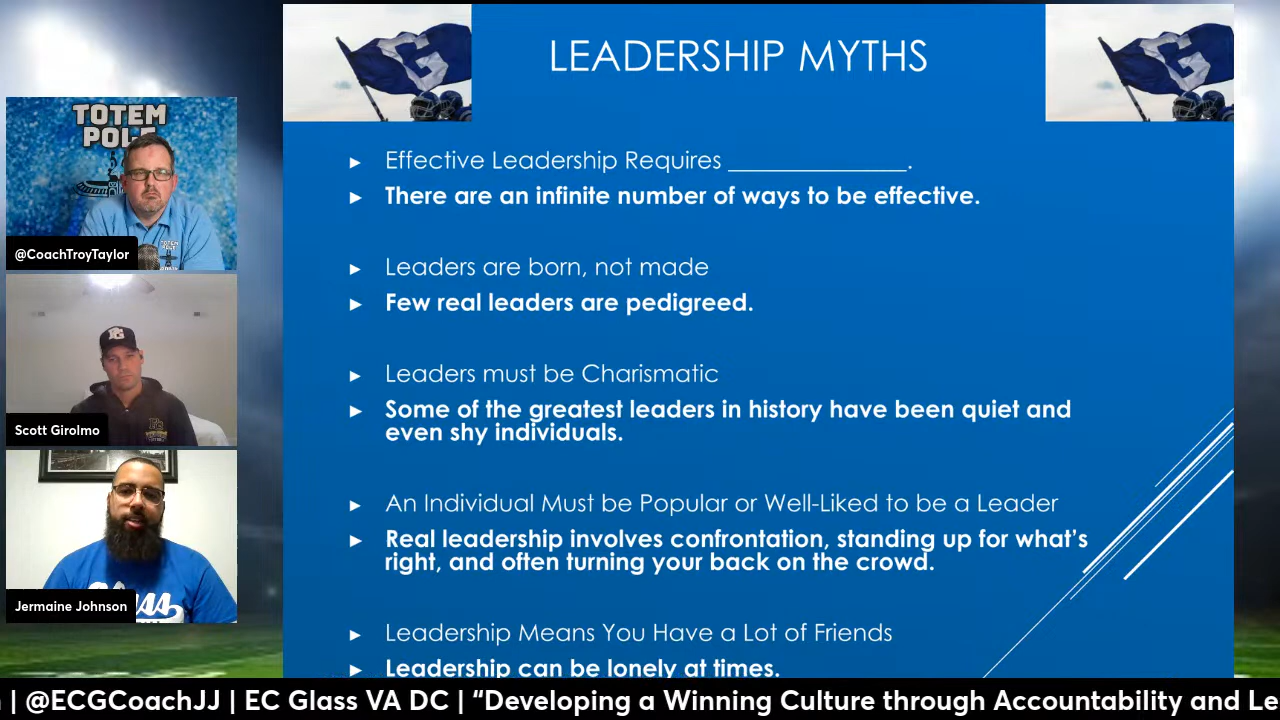 LEADERSHIP MYTHS
Effective Leadership Requires _______________.
There are an infinite number of ways to be effective.
Leaders are born, not made
Few real leaders are pedigreed.
Leaders must be Charismatic
Some of the greatest leaders in history have been quiet and
even shy individuals.
An Individual Must be Popular or Well-Liked to be a Leader
Real leadership involves confrontation, standing up for what's
right, and often turning your back on the crowd.
Leadership Means You Have a Lot of Friends
Leadership can be lonely at times.
TOTEM
POLE
@CoachTroyTaylor
Scott Girolmo
Jermaine Johnson
| @ECGCoachJJ | EC Glass VA DC | “Developing a Winning Culture through Accountability and Le